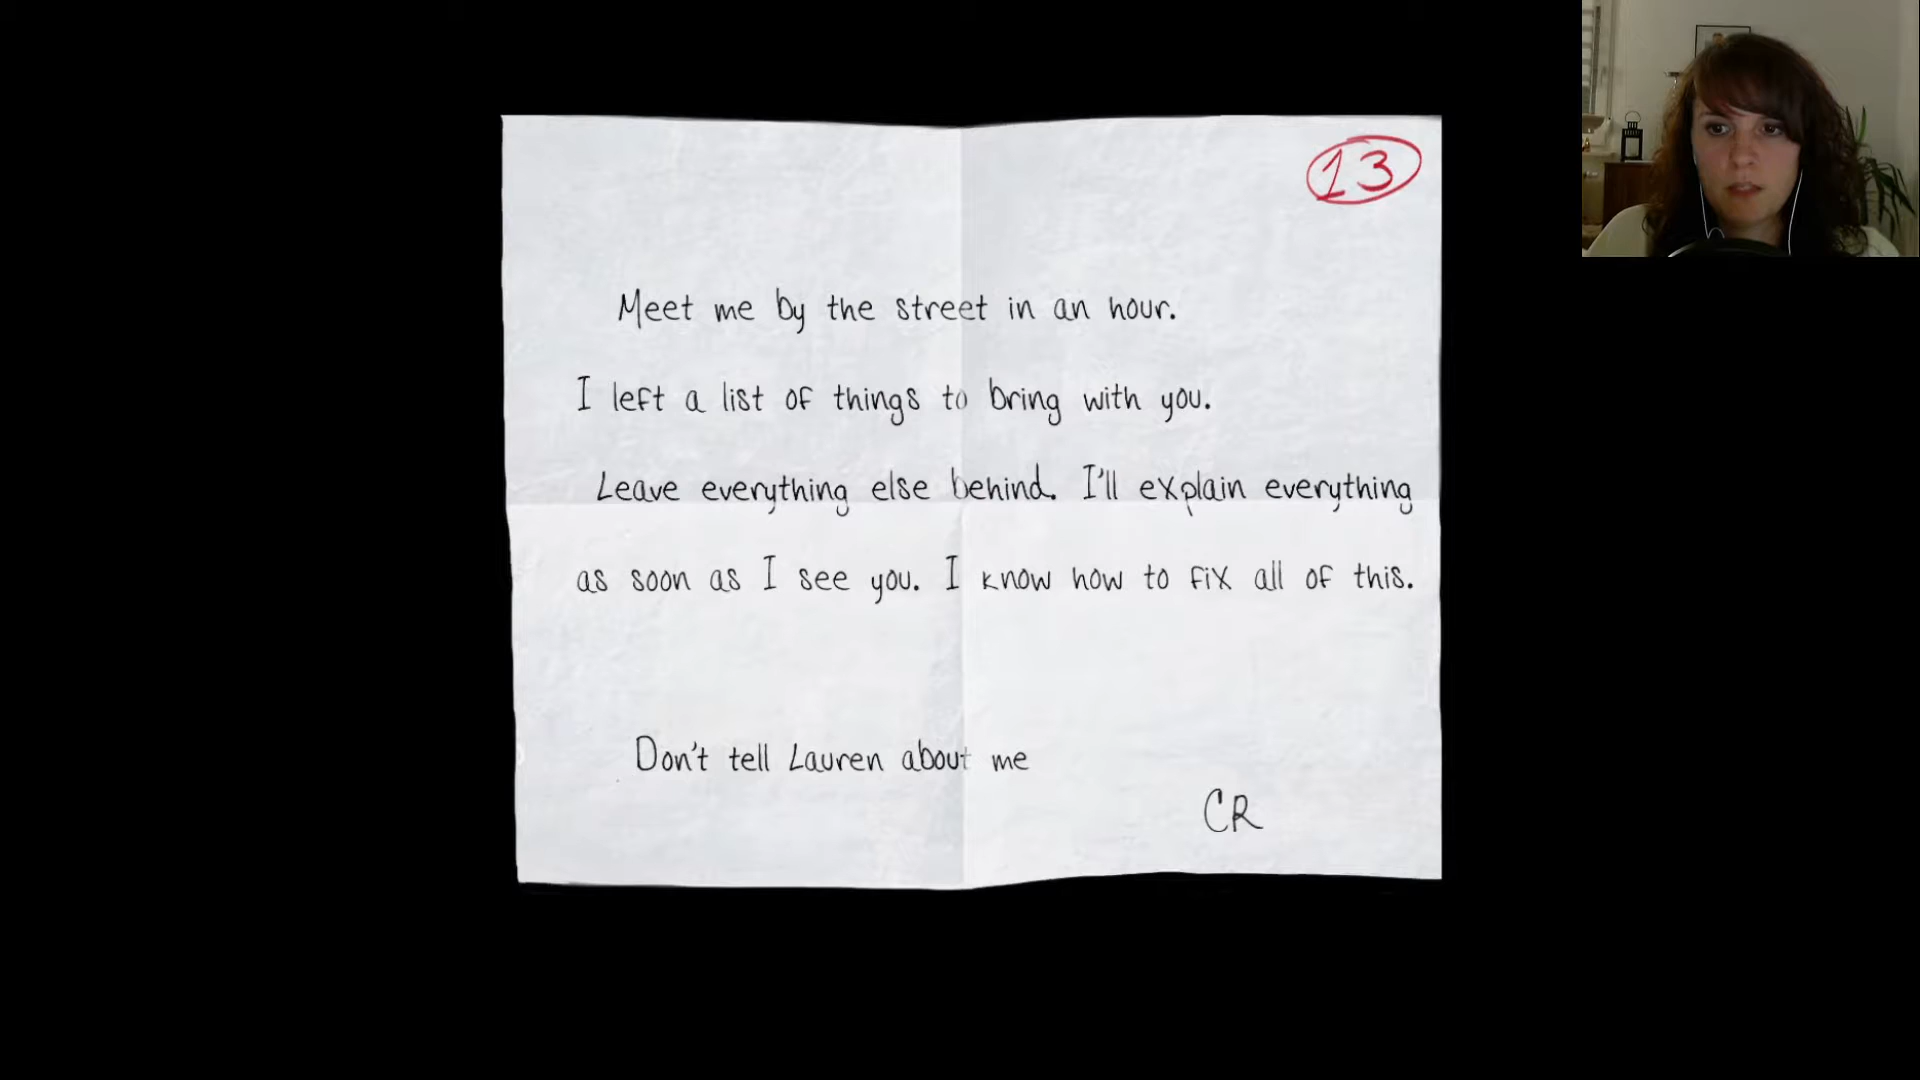 13
Meet me by the street in an hour.
I left a list of things to bring with you.
Leave everything else behind. I'll explain everything
as soon as I see you. I know how to fix all of this.
Don't tell Lauren about me
CR